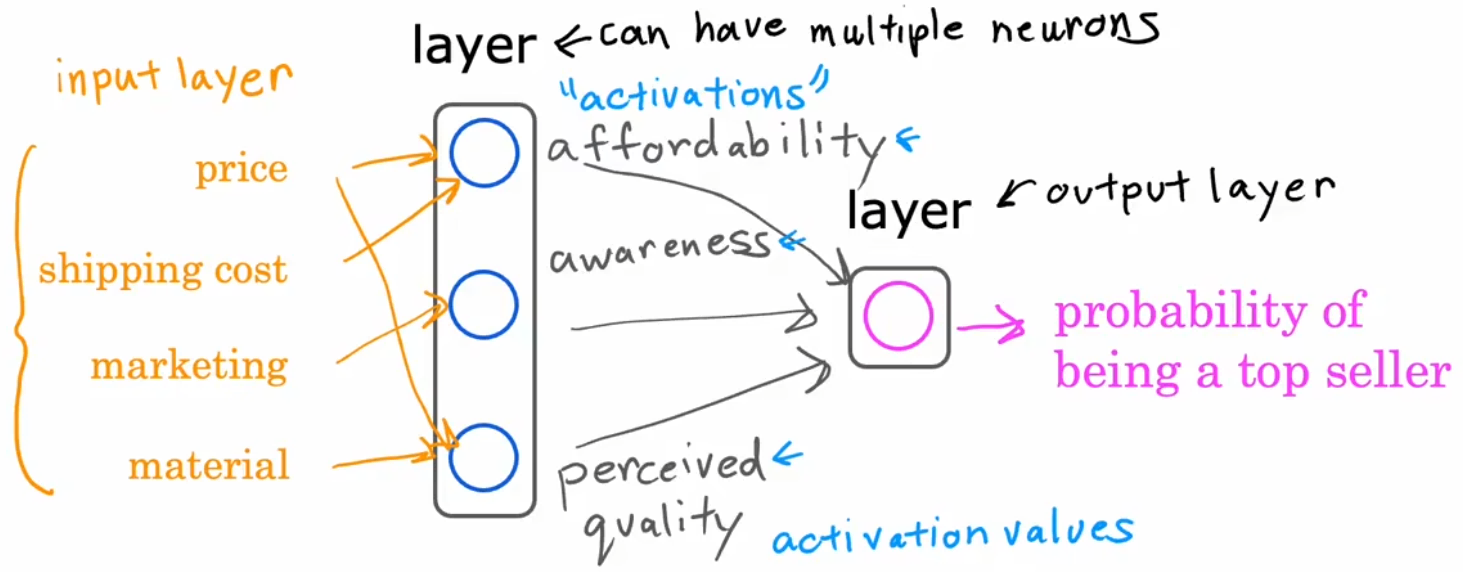 layer ← can have multiple neurons
input layer
"activations"
affordability ←
price
layer ← output layer
shipping cost
awareness ←
probability of
being a top seller
marketing
material
perceived ←
quality
activation values